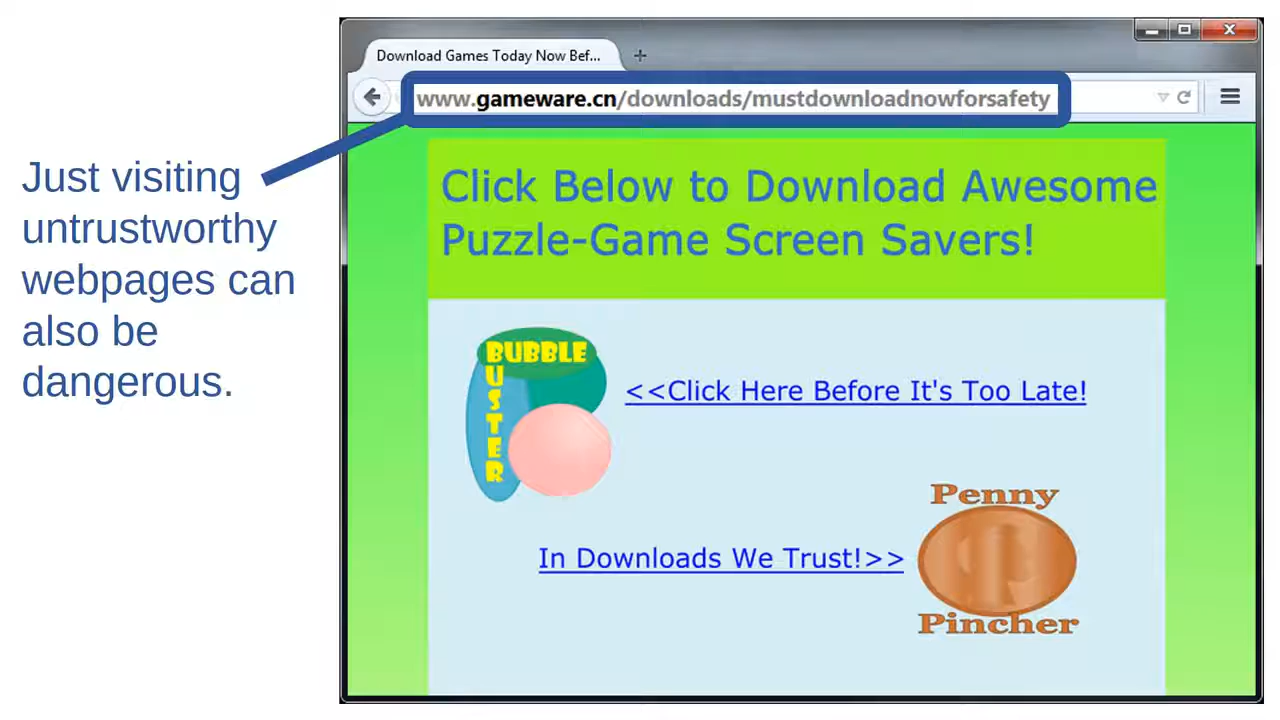 Download Games Today Now Bef...
www.gameware.cn/downloads/mustdownloadnowforsafety
Just visiting
untrustworthy
webpages can
also be
dangerous.
Click Below to Download Awesome
Puzzle-Game Screen Savers!
BUBBLE
BUSTER
<<Click Here Before It's Too Late!
Penny
In Downloads We Trust!>>
Pincher